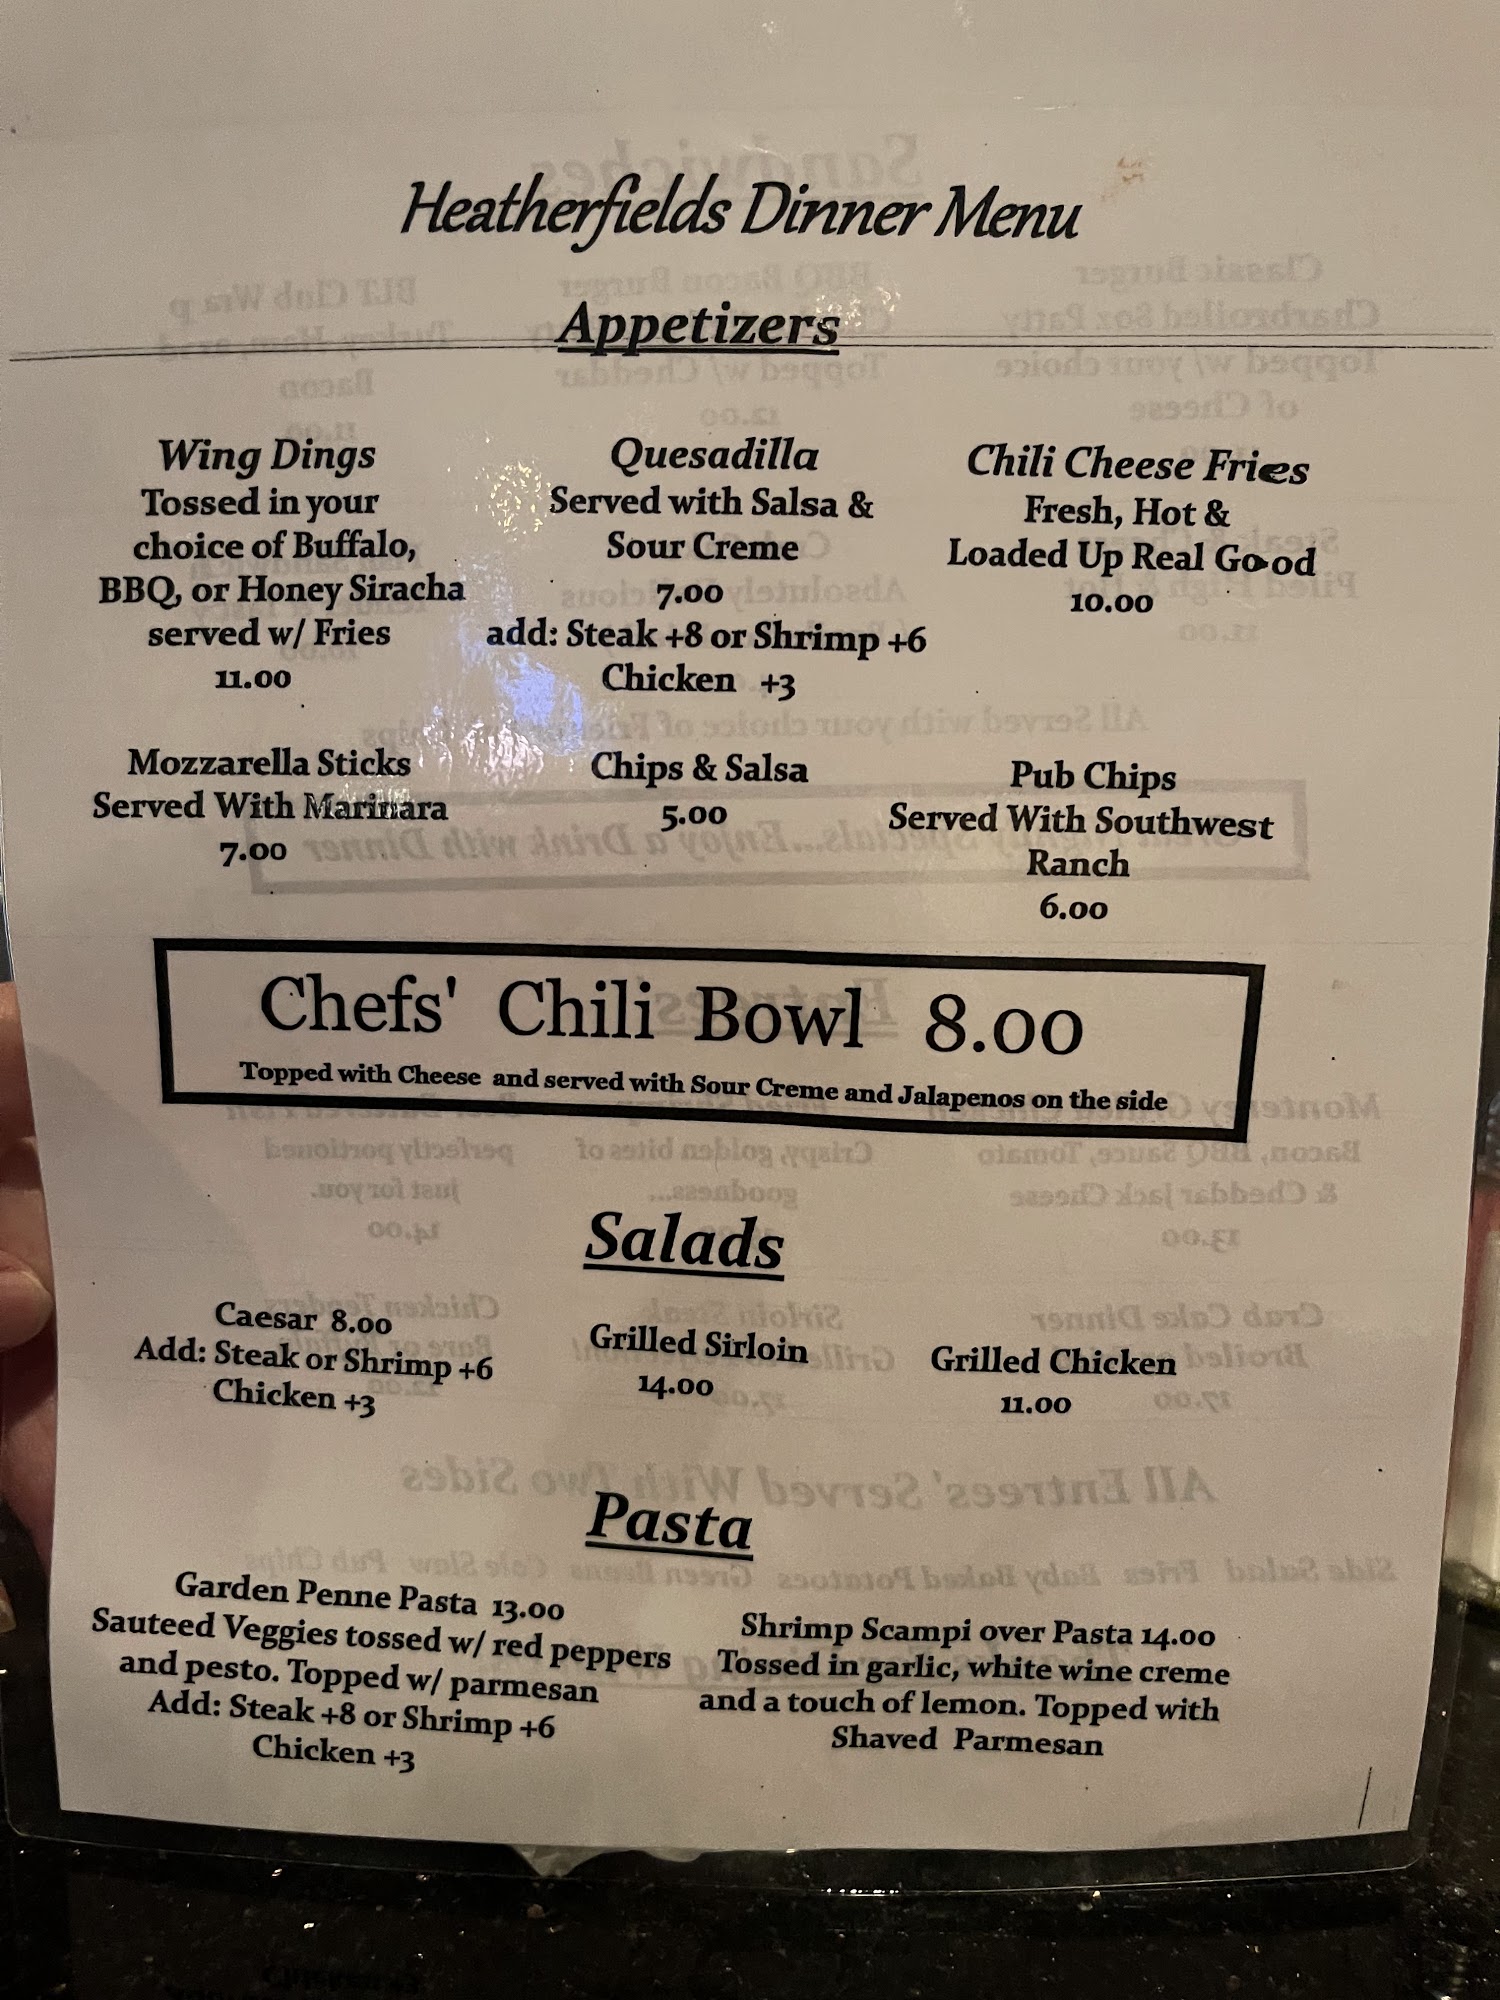 Heatherfields Dinner Menu
Appetizers
Wing Dings
Tossed in your
choice of Buffalo,
BBQ, or Honey Siracha
served w/ Fries
11.00
Quesadilla
Served with Salsa &
Sour Creme
7.00
add: Steak +8 or Shrimp +6
Chicken +3
Chili Cheese Fries
Fresh, Hot &
Loaded Up Real Good
10.00
Mozzarella Sticks
Served With Marinara
7.00
Chips & Salsa
5.00
Pub Chips
Served With Southwest
Ranch
6.00
Chefs' Chili Bowl 8.00
Topped with Cheese and served with Sour Creme and Jalapenos on the side
Salads
Caesar 8.00
Add: Steak or Shrimp +6
Chicken +3
Grilled Sirloin
14.00
Grilled Chicken
11.00
Pasta
Garden Penne Pasta 13.00
Sauteed Veggies tossed w/ red peppers
and pesto. Topped w/ parmesan
Add: Steak +8 or Shrimp +6
Chicken +3
Shrimp Scampi over Pasta 14.00
Tossed in garlic, white wine creme
and a touch of lemon. Topped with
Shaved Parmesan